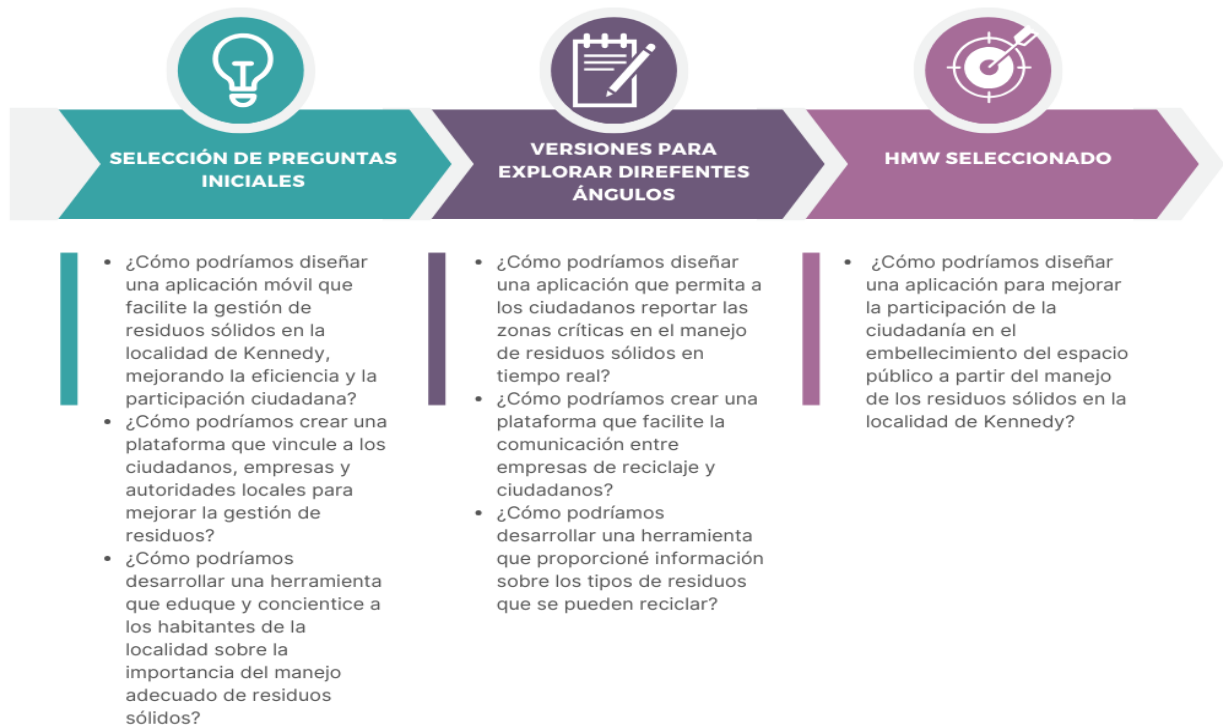 SELECCIÓN DE PREGUNTAS
INICIALES
VERSIONES PARA
EXPLORAR DIREFENTES
ÁNGULOS
HMW SELECCIONADO
• ¿Cómo podríamos diseñar
una aplicación móvil que
facilite la gestión de
residuos sólidos en la
localidad de Kennedy,
mejorando la eficiencia y la
participación ciudadana?
• ¿Cómo podríamos crear una
plataforma que vincule a los
ciudadanos, empresas y
autoridades locales para
mejorar la gestión de
residuos?
• ¿Cómo podríamos
desarrollar una herramienta
que eduque y concientice a
los habitantes de la
localidad sobre la
importancia del manejo
adecuado de residuos
sólidos?
• ¿Cómo podríamos diseñar
una aplicación que permita a
los ciudadanos reportar las
zonas críticas en el manejo
de residuos sólidos en
tiempo real?
• ¿Cómo podríamos crear una
plataforma que facilite la
comunicación entre
empresas de reciclaje y
ciudadanos?
• ¿Cómo podríamos
desarrollar una herramienta
que proporcioné información
sobre los tipos de residuos
que se pueden reciclar?
• ¿Cómo podríamos diseñar
una aplicación para mejorar
la participación de la
ciudadanía en el
embellecimiento del espacio
público a partir del manejo
de los residuos sólidos en la
localidad de Kennedy?